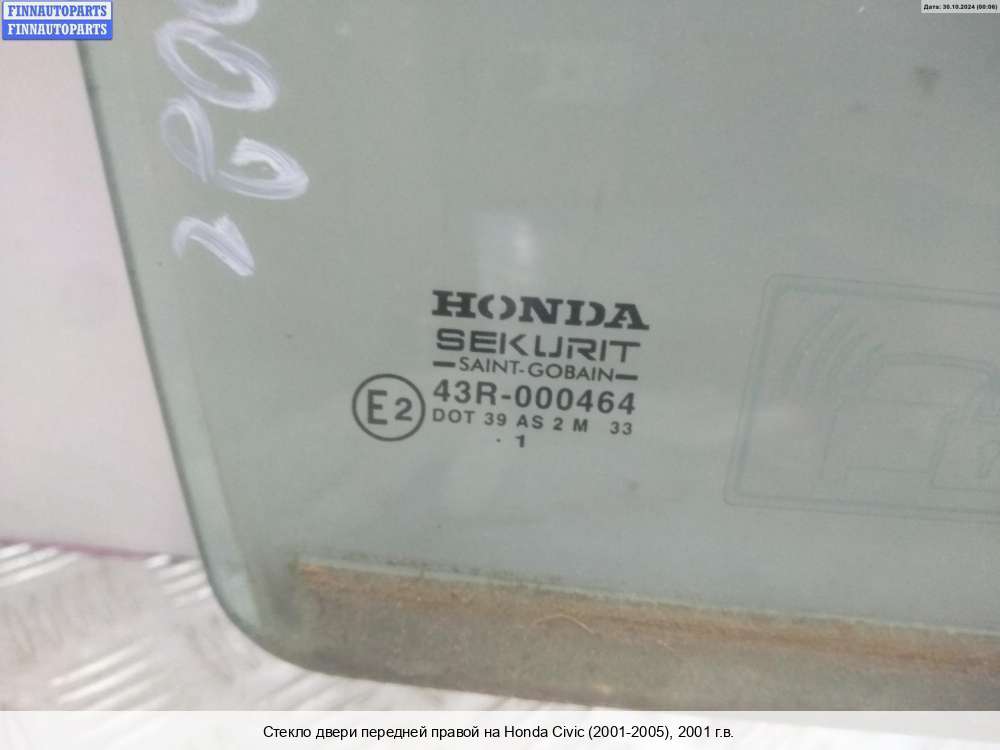 FINNAUTOPARTS
FINNAUTOPARTS
Дата: 30.10.2024 (00:06)
HONDA
SEKURIT
SAINT-GOBAIN
E2
43R-000464
DOT 39 AS 2 M 33
. 1
Стекло двери передней правой на Honda Civic (2001-2005), 2001 г.в.